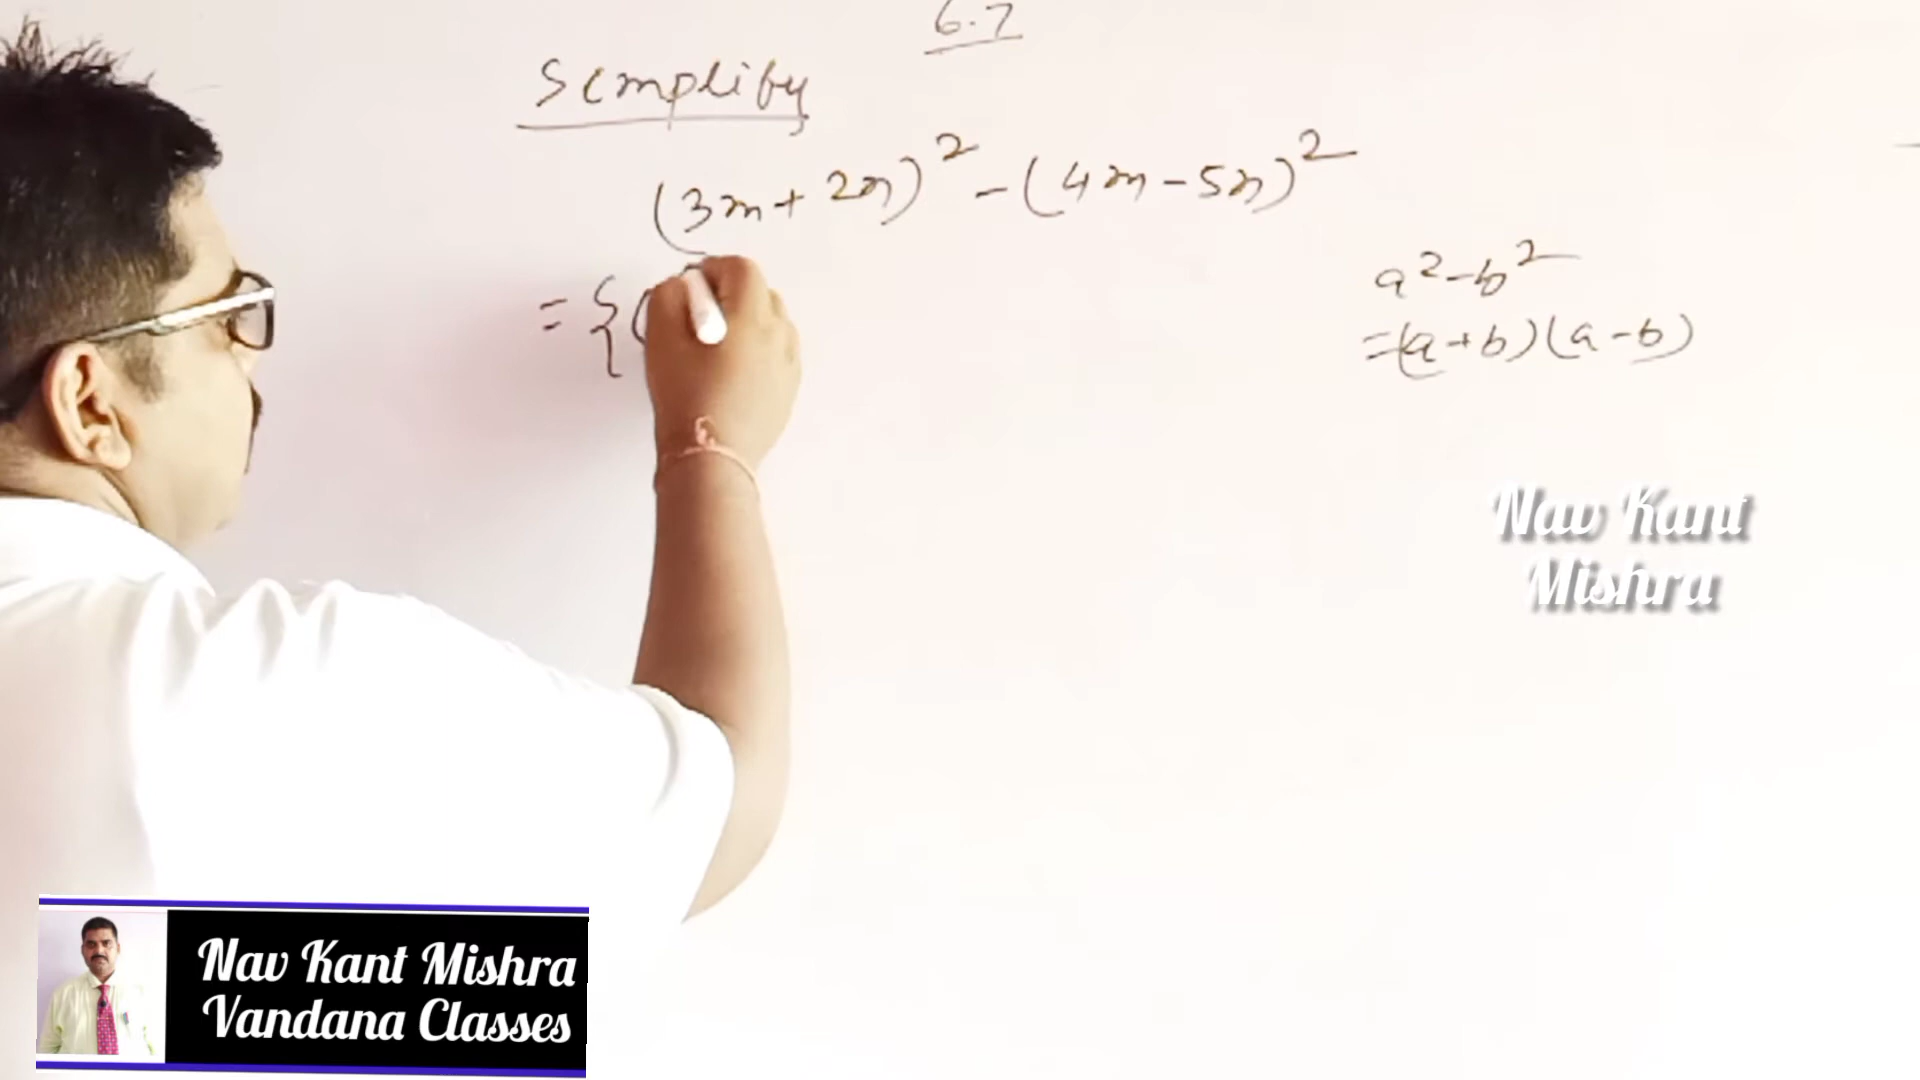 6.7
Simplify
(3m + 2n)² - (4m - 5n)²
= {(
a² - b²
= (a + b) (a - b)
Nav Kant
Mishra
Nav Kant Mishra
Vandana Classes